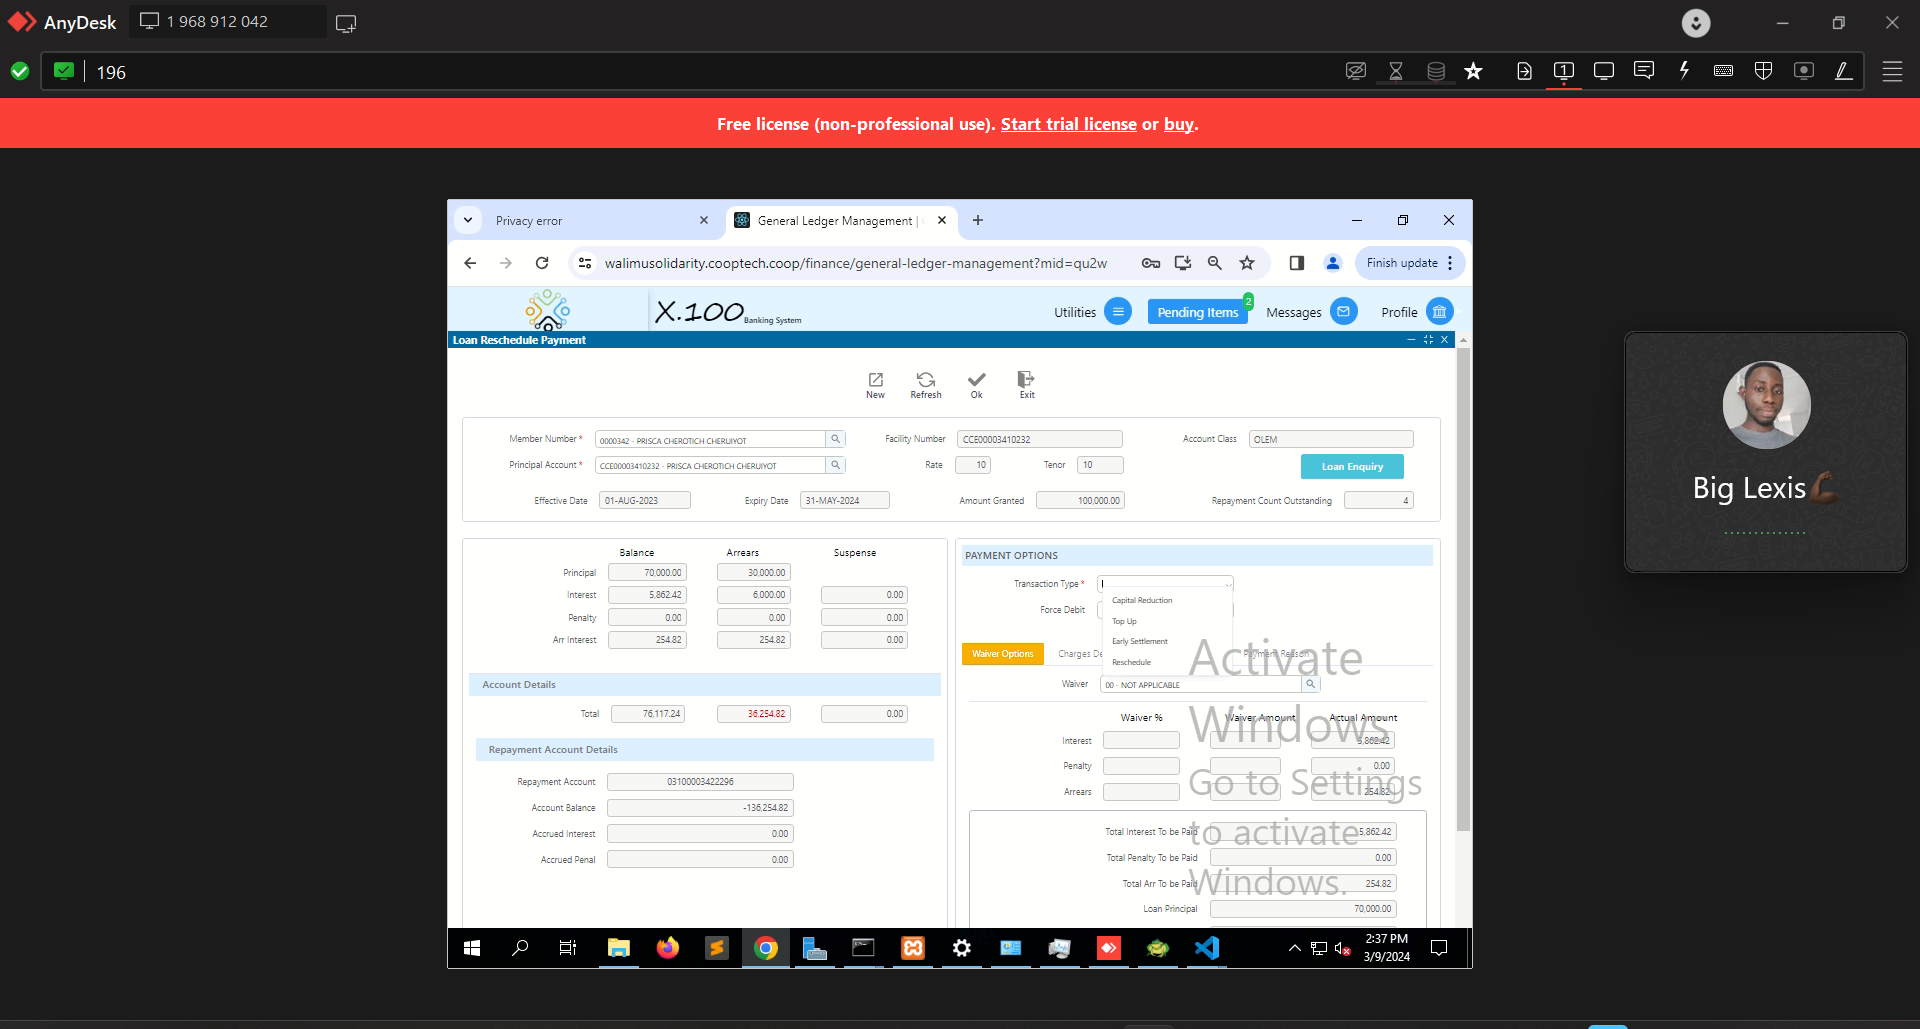 AnyDesk
1 968 912 042
196
1
Free license (non-professional use). Start trial license or buy.
Privacy error
General Ledger Management |
walimusolidarity.cooptech.coop/finance/general-ledger-management?mid=qu2w
Finish update
X.100 Banking System
Utilities
Pending Items 2
Messages
Profile
Loan Reschedule Payment
New Refresh Ok Exit
Member Number * 0000342 - PRISCA CHEROTICH CHERUIYOT Facility Number CCE00003410232 Account Class OLEM
Principal Account * CCE00003410232 - PRISCA CHEROTICH CHERUIYOT Rate 10 Tenor 10 Loan Enquiry
Effective Date 01-AUG-2023 Expiry Date 31-MAY-2024 Amount Granted 100,000.00 Repayment Count Outstanding 4
Balance Arrears Suspense
Principal 70,000.00 30,000.00
Interest 5,862.42 6,000.00 0.00
Penalty 0.00 0.00 0.00
Arr Interest 254.82 254.82 0.00
Account Details
Total 76,117.24 36,254.82 0.00
Repayment Account Details
Repayment Account 03100003422296
Account Balance -136,254.82
Accrued Interest 0.00
Accrued Penal 0.00
PAYMENT OPTIONS
Transaction Type *
Capital Reduction
Top Up
Early Settlement
Reschedule
Force Debit
Waiver Options Charges De Payment Reason
Waiver 00 - NOT APPLICABLE
Waiver % Waiver Amount Actual Amount
Interest 5,862.42
Penalty 0.00
Arrears 254.82
Total Interest To be Paid 5,862.42
Total Penalty To be Paid 0.00
Total Arr To be Paid 254.82
Loan Principal 70,000.00
Activate
Windows
Go to Settings
to activate
Windows.
2:37 PM
3/9/2024
Big Lexis💪🏿